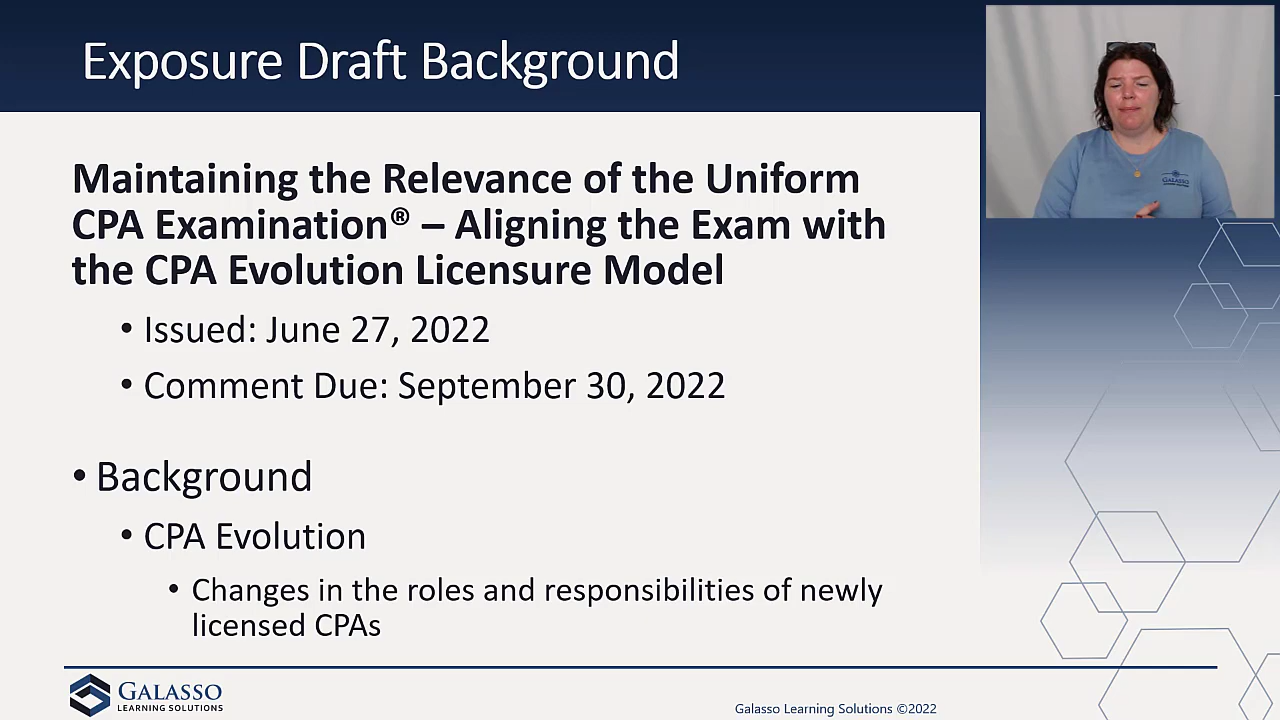 Exposure Draft Background
Maintaining the Relevance of the Uniform
CPA Examination® – Aligning the Exam with
the CPA Evolution Licensure Model
• Issued: June 27, 2022
• Comment Due: September 30, 2022
• Background
• CPA Evolution
• Changes in the roles and responsibilities of newly
licensed CPAs
GALASSO
LEARNING SOLUTIONS
Galasso Learning Solutions ©2022
GALASSO